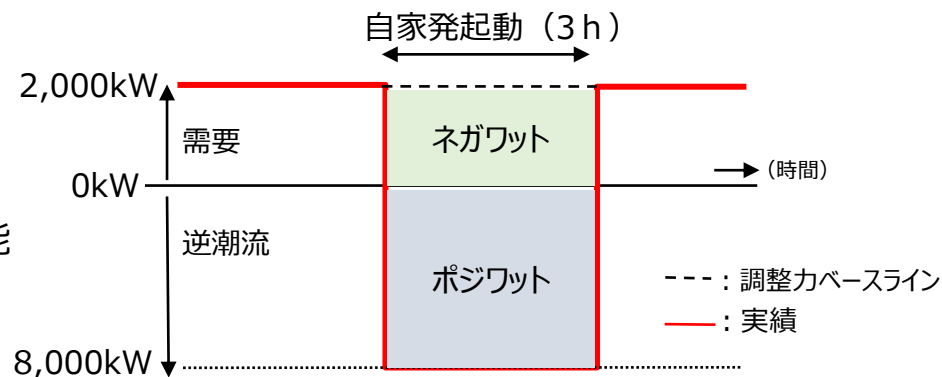 自家発起動（3ｈ）
2,000kW
需要
ネガワット
0kW
（時間）
能
逆潮流
ポジワット
：調整力ベースライン
：実績
8,000kW